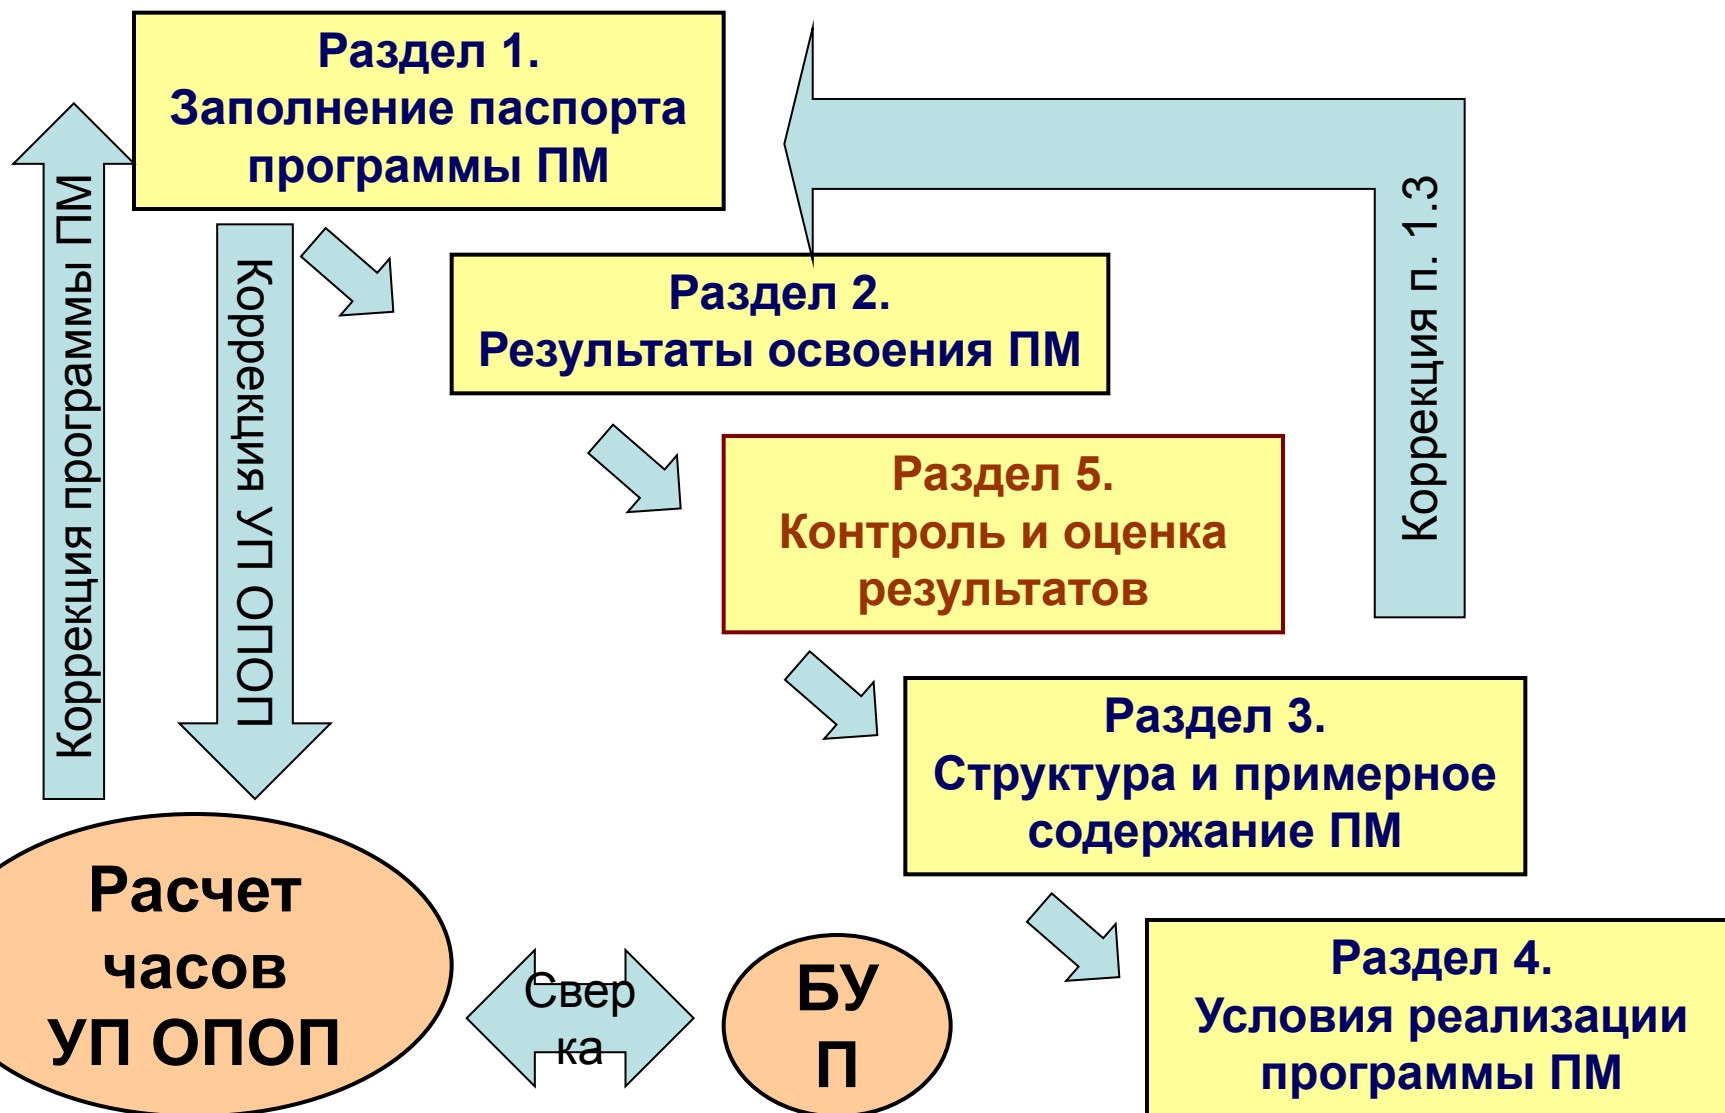 Раздел 1.
Заполнение паспорта
программы ПМ
Коррекция программы ПМ
Коррекция УП ОПОП
Раздел 2.
Результаты освоения ПМ
Коррекция п. 1.3
Раздел 5.
Контроль и оценка
результатов
Раздел 3.
Структура и примерное
содержание ПМ
Расчет
часов
УП ОПОП
Свер
ка
БУ
П
Раздел 4.
Условия реализации
программы ПМ